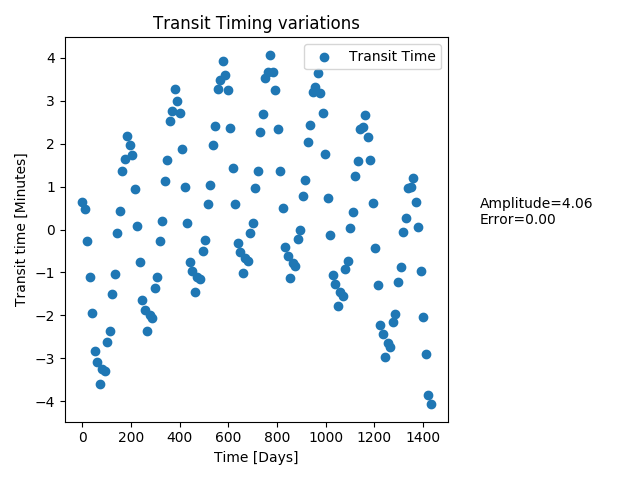 Transit Timing variations
Transit Time
Transit time [Minutes]
4
3
2
1
0
−1
−2
−3
−4
0
200
400
600
800
1000
1200
1400
Time [Days]
Amplitude=4.06
Error=0.00